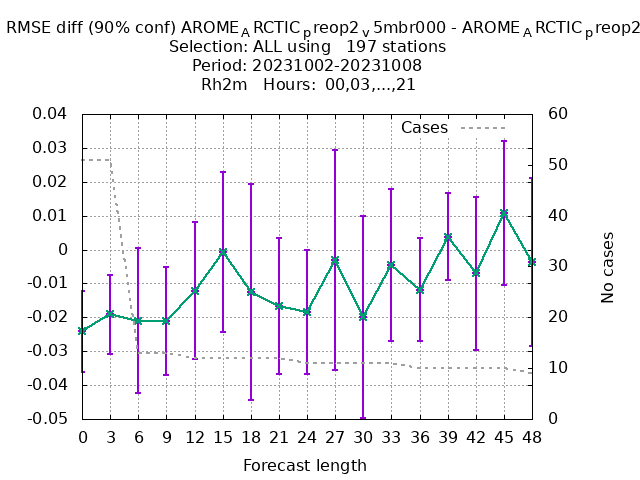 RMSE diff (90% conf) AROME_ARCTIC_preop2_v5mbr000 - AROME_ARCTIC_preop2
Selection: ALL using 197 stations
Period: 20231002-20231008
Rh2m Hours: 00,03,...,21
Cases
0.04
0.03
0.02
0.01
0
-0.01
-0.02
-0.03
-0.04
-0.05
60
50
40
30
20
10
0
No cases
0 3 6 9 12 15 18 21 24 27 30 33 36 39 42 45 48
Forecast length